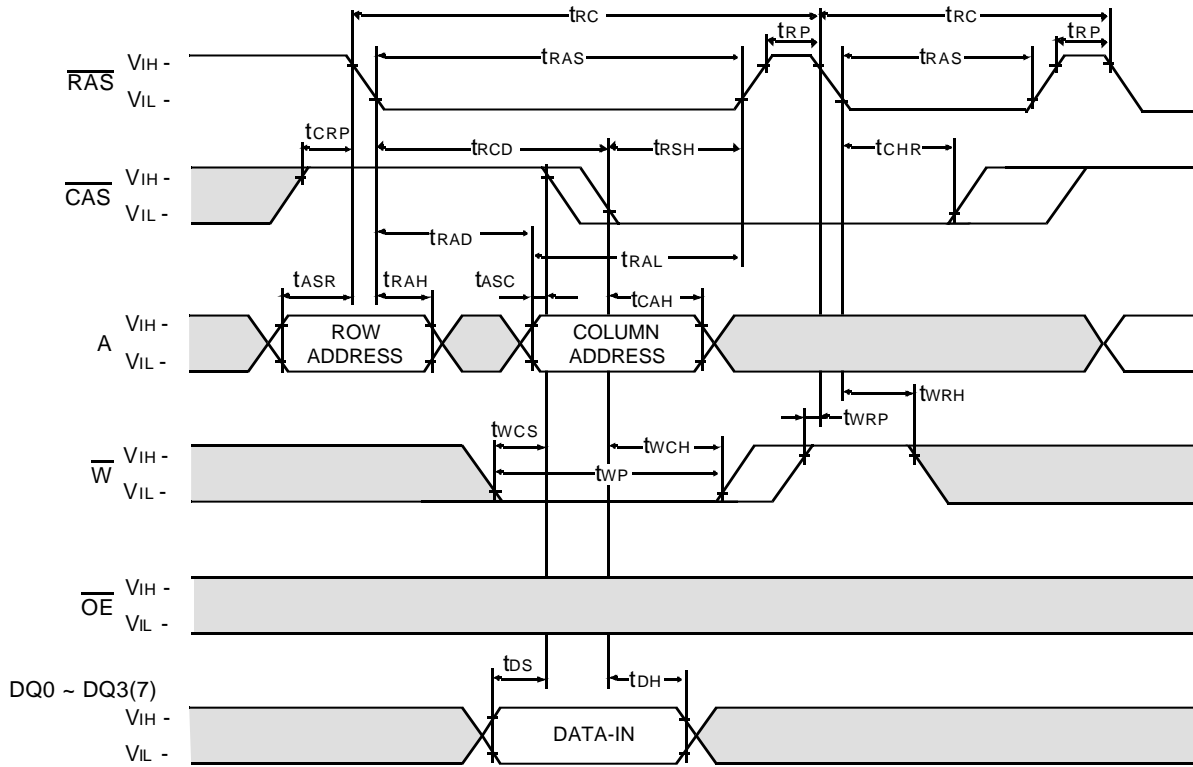 tRC tRC
tRP tRP
tRAS tRAS
RAS VIH -
VIL -
tCRP tRCD tRSH tCHR
CAS VIH -
VIL -
tRAD
tRAL
tASR tRAH tASC tCAH
A VIH -
VIL -
ROW
ADDRESS
COLUMN
ADDRESS
tWRH
tWRP
tWCS tWCH
tWP
W VIH -
VIL -
OE VIH -
VIL -
tDS tDH
DQ0 ~ DQ3(7)
VIH -
VIL -
DATA-IN